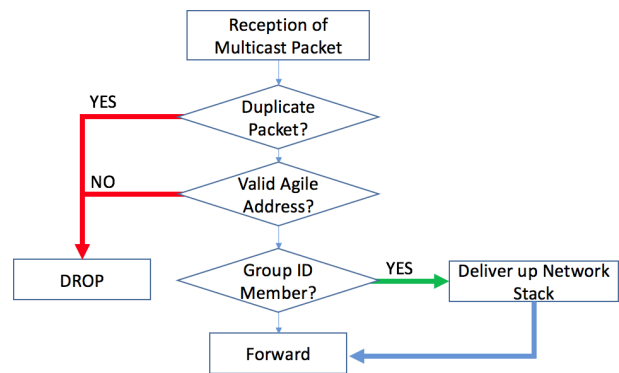 Reception of
Multicast Packet
YES
Duplicate
Packet?
NO
Valid Agile
Address?
DROP
Group ID
Member?
YES
Deliver up Network
Stack
Forward